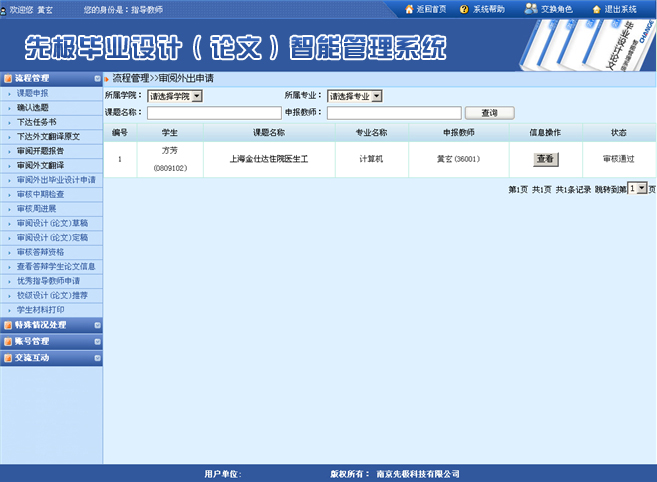 欢迎您 黄玄 您的身份是：指导教师 返回首页 系统帮助 交换角色 退出系统
先极毕业设计（论文）智能管理系统
毕业设计论文
流程管理
课题申报
确认选题
下达任务书
下达外文翻译原文
审阅开题报告
审阅外文翻译
审阅外出毕业设计申请
审核中期检查
审核周进展
审阅设计(论文)草稿
审阅设计(论文)定稿
审核答辩资格
查看答辩学生论文信息
优秀指导教师申请
校级设计(论文)推荐
学生材料打印
特殊情况处理
账号管理
交流互动
流程管理>>审阅外出申请
所属学院： 请选择学院 所属专业： 请选择专业
课题名称： 申报教师： 查询
编号 学生 课题名称 专业名称 申报教师 信息操作 状态
1 方芳 (0809102) 上海金仕达住院医生工 计算机 黄玄(36001) 查看 审核通过
第1页 共1页 共1条记录 跳转到第 1 页
用户单位: 版权所有： 南京先极科技有限公司